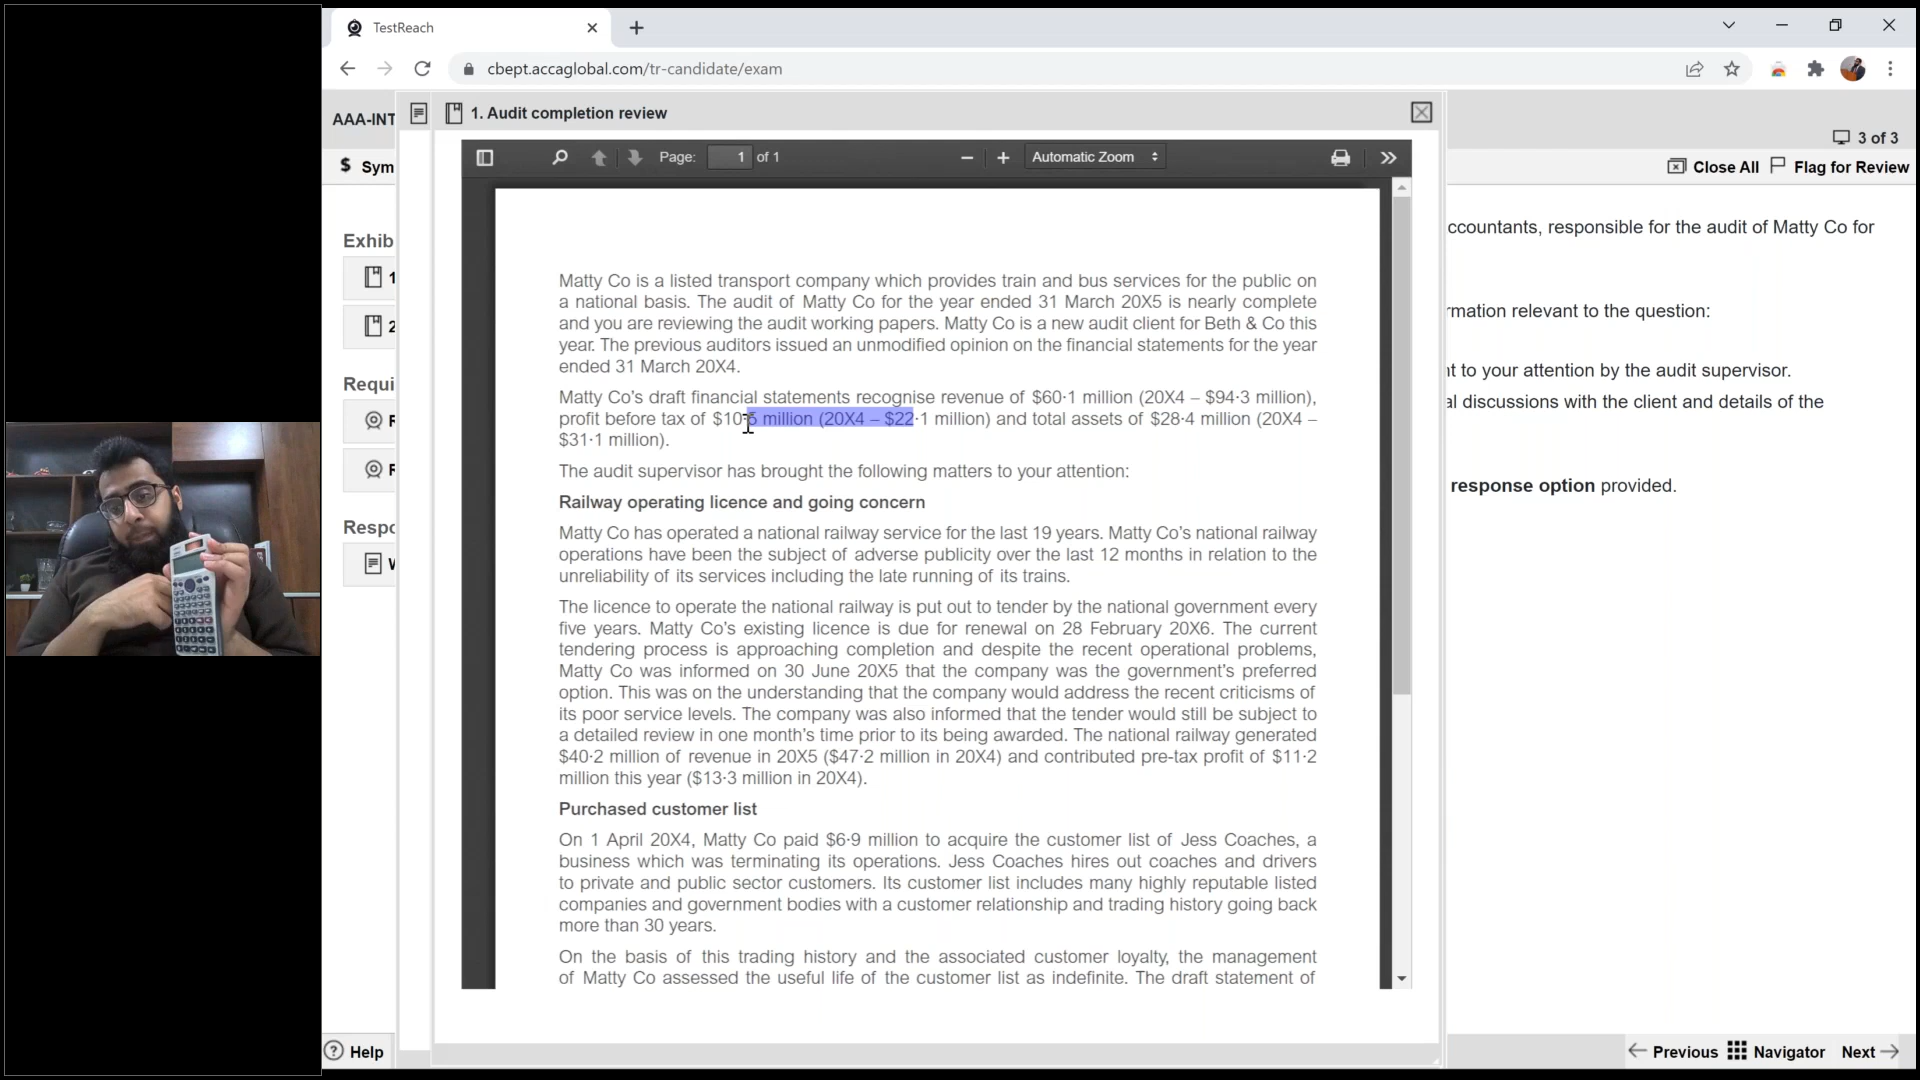 TestReach
cbept.accaglobal.com/tr-candidate/exam
AAA-INT
1. Audit completion review
3 of 3
$ Sym
Page: 1 of 1
Automatic Zoom
Close All
Flag for Review
Exhib
1
2
Requi
R
Respo
W
Matty Co is a listed transport company which provides train and bus services for the public on
a national basis. The audit of Matty Co for the year ended 31 March 20X5 is nearly complete
and you are reviewing the audit working papers. Matty Co is a new audit client for Beth & Co this
year. The previous auditors issued an unmodified opinion on the financial statements for the year
ended 31 March 20X4.
Matty Co's draft financial statements recognise revenue of $60·1 million (20X4 – $94·3 million),
profit before tax of $10·5 million (20X4 – $22·1 million) and total assets of $28·4 million (20X4 –
$31·1 million).
The audit supervisor has brought the following matters to your attention:
Railway operating licence and going concern
Matty Co has operated a national railway service for the last 19 years. Matty Co's national railway
operations have been the subject of adverse publicity over the last 12 months in relation to the
unreliability of its services including the late running of its trains.
The licence to operate the national railway is put out to tender by the national government every
five years. Matty Co's existing licence is due for renewal on 28 February 20X6. The current
tendering process is approaching completion and despite the recent operational problems,
Matty Co was informed on 30 June 20X5 that the company was the government's preferred
option. This was on the understanding that the company would address the recent criticisms of
its poor service levels. The company was also informed that the tender would still be subject to
a detailed review in one month's time prior to its being awarded. The national railway generated
$40·2 million of revenue in 20X5 ($47·2 million in 20X4) and contributed pre-tax profit of $11·2
million this year ($13·3 million in 20X4).
Purchased customer list
On 1 April 20X4, Matty Co paid $6·9 million to acquire the customer list of Jess Coaches, a
business which was terminating its operations. Jess Coaches hires out coaches and drivers
to private and public sector customers. Its customer list includes many highly reputable listed
companies and government bodies with a customer relationship and trading history going back
more than 30 years.
On the basis of this trading history and the associated customer loyalty, the management
of Matty Co assessed the useful life of the customer list as indefinite. The draft statement of
ccountants, responsible for the audit of Matty Co for
rmation relevant to the question:
t to your attention by the audit supervisor.
l discussions with the client and details of the
response option provided.
Help
Previous
Navigator
Next